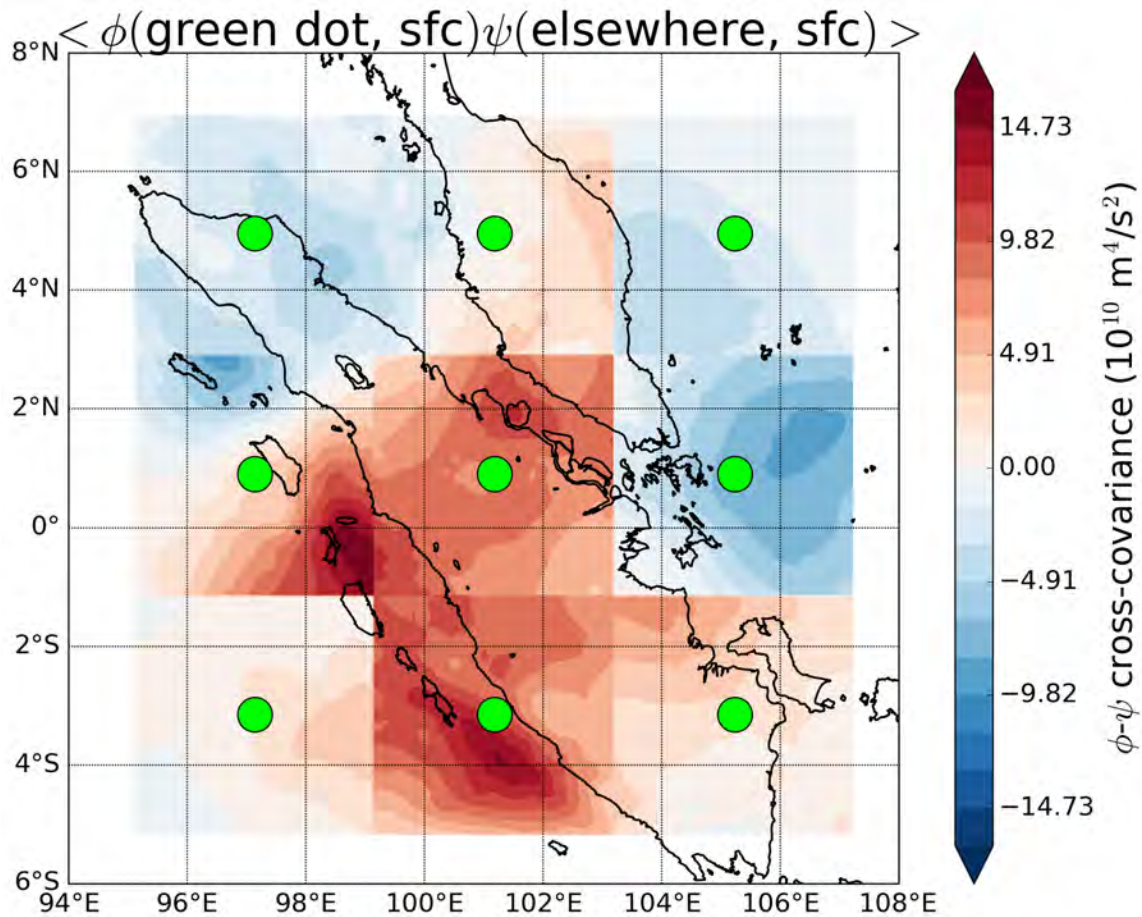 < ϕ(green dot, sfc)ψ(elsewhere, sfc) >
8°N
6°N
4°N
2°N
0°
2°S
4°S
6°S
94°E 96°E 98°E 100°E 102°E 104°E 106°E 108°E
14.73
9.82
4.91
0.00
−4.91
−9.82
−14.73
ϕ-ψ cross-covariance (10¹⁰ m⁴/s²)